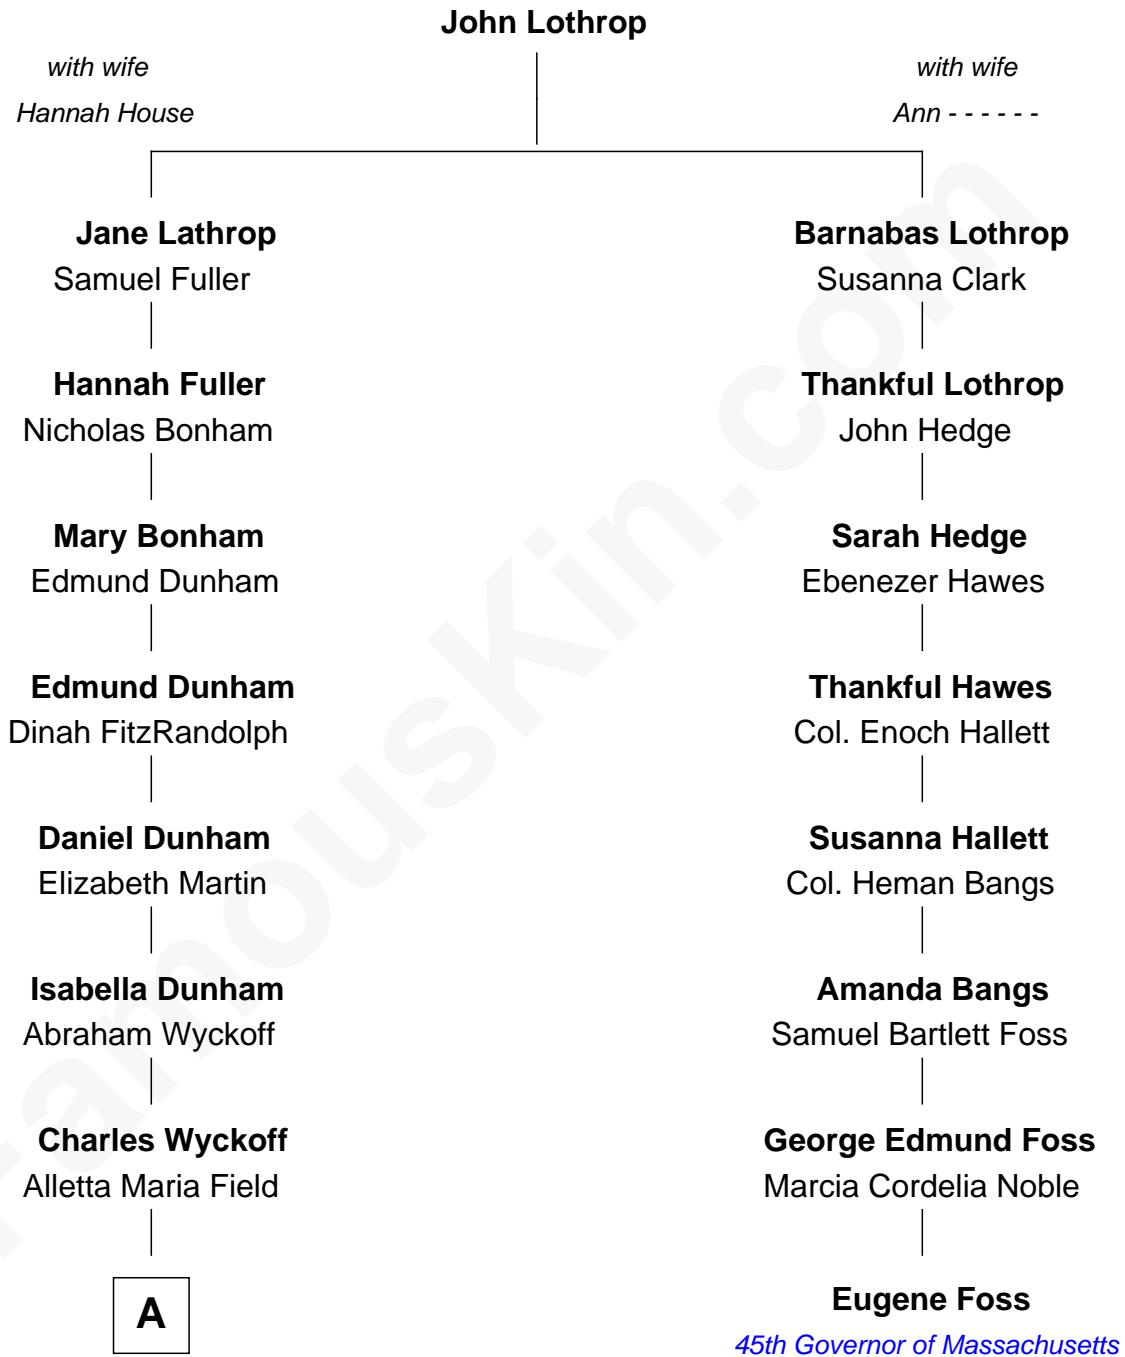 John Lothrop
with wife
Hannah House
with wife
Ann - - - - - -
Jane Lathrop
Samuel Fuller
Barnabas Lothrop
Susanna Clark
Hannah Fuller
Nicholas Bonham
Thankful Lothrop
John Hedge
Mary Bonham
Edmund Dunham
Sarah Hedge
Ebenezer Hawes
Edmund Dunham
Dinah FitzRandolph
Thankful Hawes
Col. Enoch Hallett
Daniel Dunham
Elizabeth Martin
Susanna Hallett
Col. Heman Bangs
Isabella Dunham
Abraham Wyckoff
Amanda Bangs
Samuel Bartlett Foss
Charles Wyckoff
Alletta Maria Field
George Edmund Foss
Marcia Cordelia Noble
A
Eugene Foss
45th Governor of Massachusetts
FamousKin.com